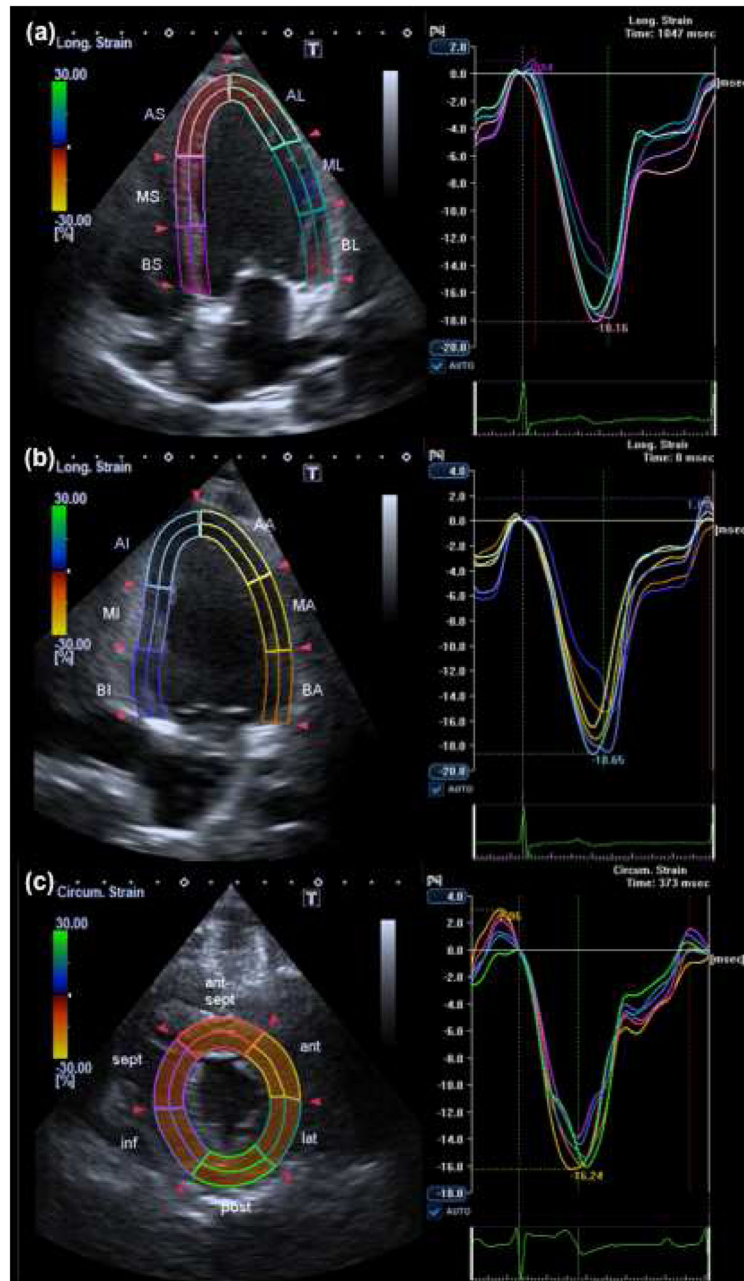 (a)
Long. Strain
30.00
-30.00
[%]
T
AS
AL
MS
ML
BS
BL
Long. Strain
Time: 1047 msec
[%]
2.0
0.0
-2.0
-4.0
-6.0
-8.0
-10.0
-12.0
-14.0
-16.0
-18.0
-20.0
[msec]
-18.16
AUTO
(b)
Long. Strain
30.00
-30.00
[%]
T
AI
AA
MI
MA
BI
BA
Long. Strain
Time: 0 msec
[%]
4.0
2.0
0.0
-2.0
-4.0
-6.0
-8.0
-10.0
-12.0
-14.0
-16.0
-18.0
-20.0
[msec]
-18.65
AUTO
(c)
Circum. Strain
30.00
-30.00
[%]
T
ant-
sept
sept
ant
inf
lat
post
Circum. Strain
Time: 373 msec
[%]
4.0
2.0
0.0
-2.0
-4.0
-6.0
-8.0
-10.0
-12.0
-14.0
-16.0
-18.0
[msec]
-16.24
AUTO